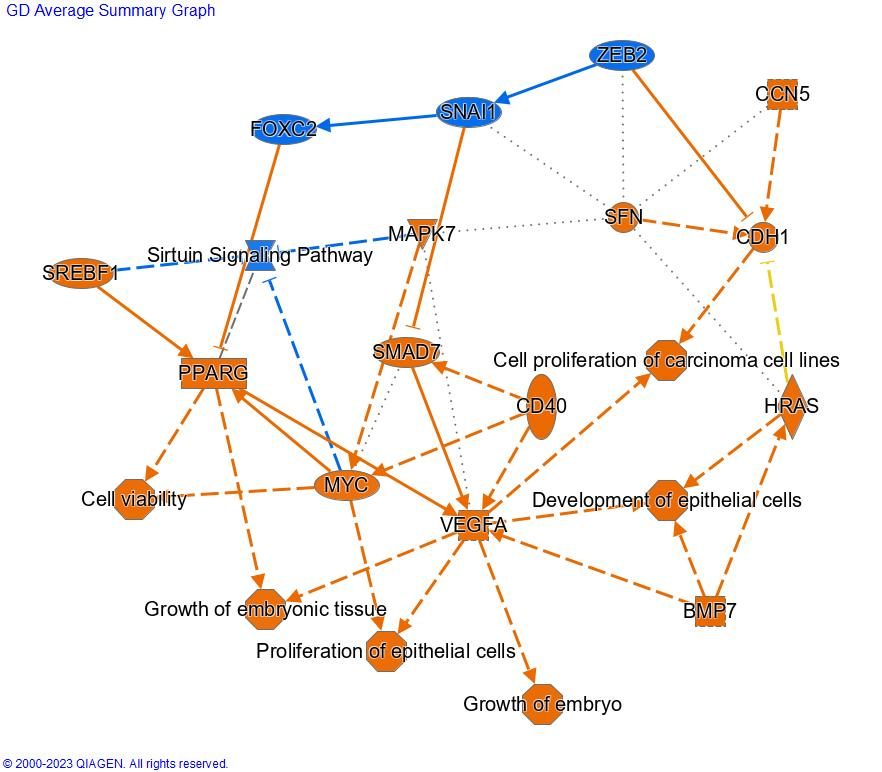 GD Average Summary Graph
ZEB2
CCN5
SNAI1
FOXC2
SFN
MAPK7
CDH1
Sirtuin Signaling Pathway
SREBF1
SMAD7
Cell proliferation of carcinoma cell lines
PPARG
CD40
HRAS
MYC
Cell viability
Development of epithelial cells
VEGFA
Growth of embryonic tissue
BMP7
Proliferation of epithelial cells
Growth of embryo
© 2000-2023 QIAGEN. All rights reserved.